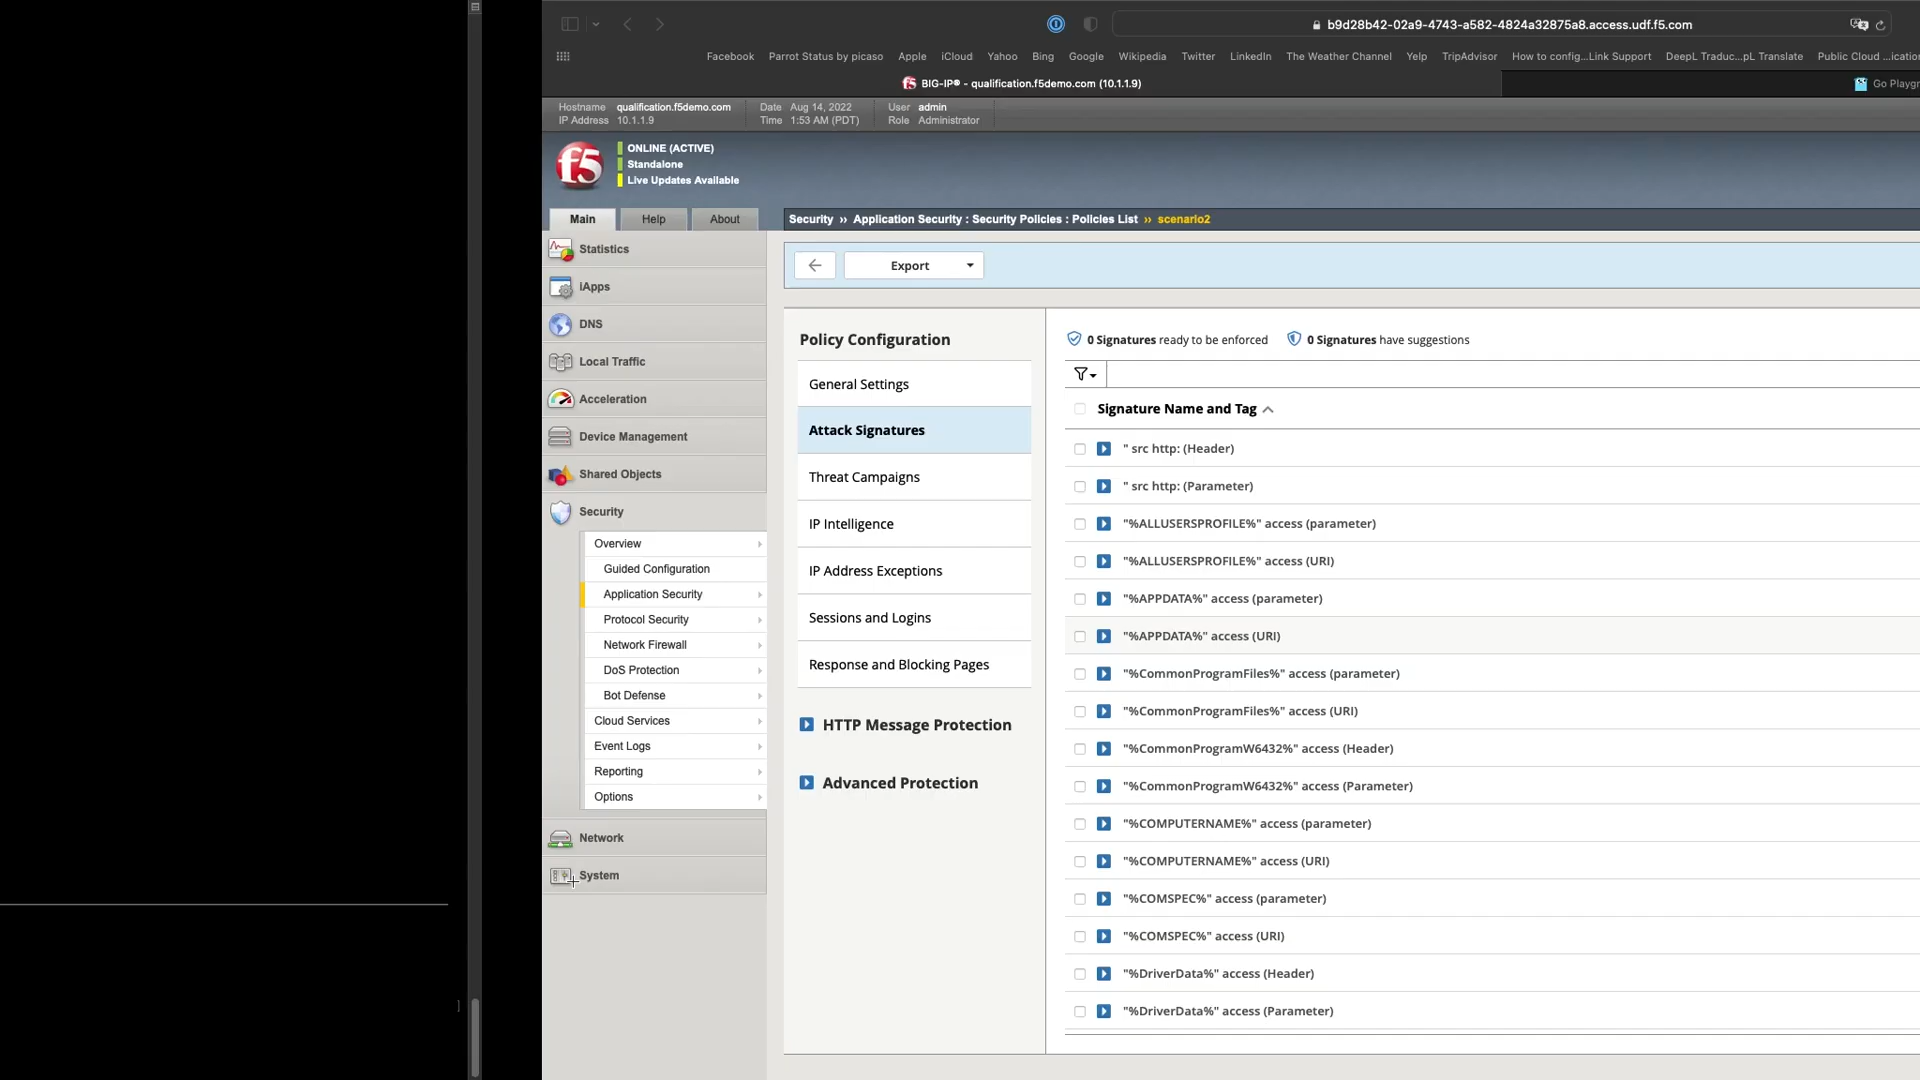 b9d28b42-02a9-4743-a582-4824a32875a8.access.udf.f5.com
Facebook Parrot Status by picaso Apple iCloud Yahoo Bing Google Wikipedia Twitter LinkedIn The Weather Channel Yelp TripAdvisor How to config...Link Support DeepL Traduc...pL Translate Public Cloud ...icatio
BIG-IP® - qualification.f5demo.com (10.1.1.9)
Go Playgr
Hostname qualification.f5demo.com Date Aug 14, 2022 User admin
IP Address 10.1.1.9 Time 1:53 AM (PDT) Role Administrator
f5
ONLINE (ACTIVE)
Standalone
Live Updates Available
Main Help About
Security ›› Application Security : Security Policies : Policies List ›› scenario2
Statistics
iApps
DNS
Local Traffic
Acceleration
Device Management
Shared Objects
Security
Overview
Guided Configuration
Application Security
Protocol Security
Network Firewall
DoS Protection
Bot Defense
Cloud Services
Event Logs
Reporting
Options
Network
System
Export
Policy Configuration
General Settings
Attack Signatures
Threat Campaigns
IP Intelligence
IP Address Exceptions
Sessions and Logins
Response and Blocking Pages
HTTP Message Protection
Advanced Protection
0 Signatures ready to be enforced 0 Signatures have suggestions
Signature Name and Tag
" src http: (Header)
" src http: (Parameter)
"%ALLUSERSPROFILE%" access (parameter)
"%ALLUSERSPROFILE%" access (URI)
"%APPDATA%" access (parameter)
"%APPDATA%" access (URI)
"%CommonProgramFiles%" access (parameter)
"%CommonProgramFiles%" access (URI)
"%CommonProgramW6432%" access (Header)
"%CommonProgramW6432%" access (Parameter)
"%COMPUTERNAME%" access (parameter)
"%COMPUTERNAME%" access (URI)
"%COMSPEC%" access (parameter)
"%COMSPEC%" access (URI)
"%DriverData%" access (Header)
"%DriverData%" access (Parameter)
]